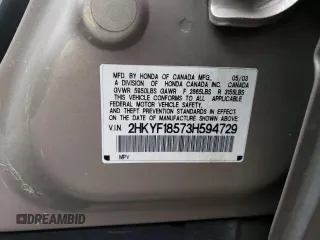 MFD. BY HONDA OF CANADA MFG. 05/03
A DIVISION OF HONDA CANADA INC. CANADA
GVWR 5950LBS GAWR F 2865LBS R 3155LBS
THIS VEHICLE CONFORMS TO ALL APPLICABLE
FEDERAL MOTOR VEHICLE SAFETY AND
THEFT PREVENTION STANDARDS IN EFFECT ON
THE DATE OF MANUFACTURE SHOWN ABOVE.
V.I.N. 2HKYF18573H594729
MPV
DREAMBID